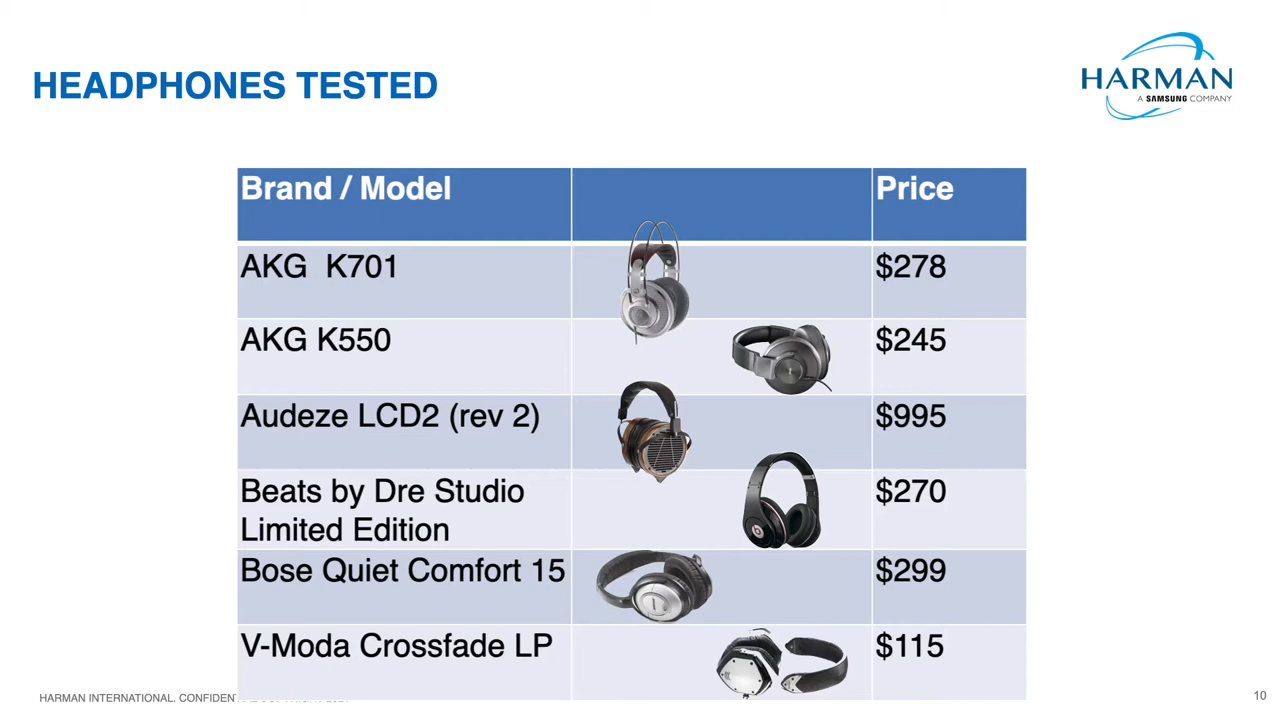 HEADPHONES TESTED
HARMAN
A SAMSUNG COMPANY
Brand / Model Price
AKG K701 $278
AKG K550 $245
Audeze LCD2 (rev 2) $995
Beats by Dre Studio $270
Limited Edition
Bose Quiet Comfort 15 $299
V-Moda Crossfade LP $115
HARMAN INTERNATIONAL. 
10